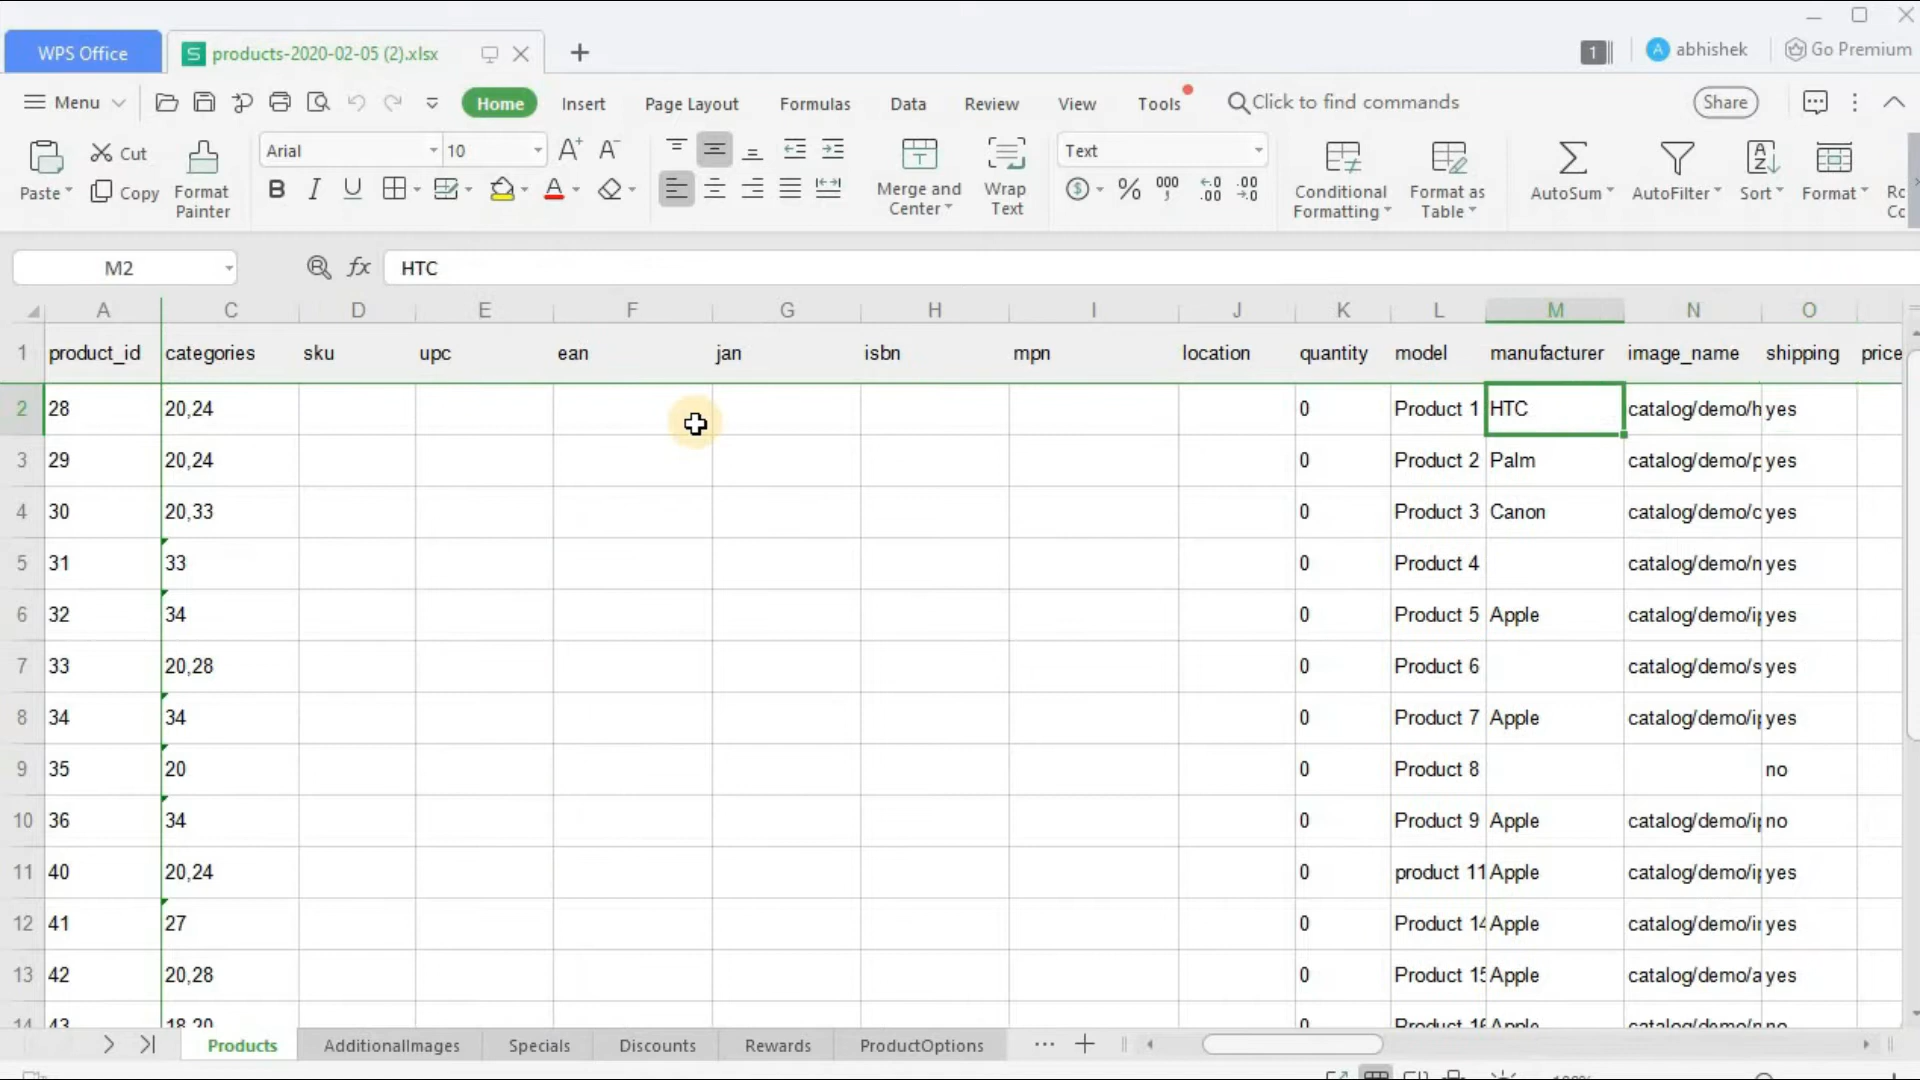 WPS Office
S products-2020-02-05 (2).xlsx
1
A abhishek
Go Premium
Menu
Home
Insert
Page Layout
Formulas
Data
Review
View
Tools
Click to find commands
Share
Paste
Cut
Copy
Format Painter
Arial
10
Merge and Center
Wrap Text
Text
Conditional Formatting
Format as Table
AutoSum
AutoFilter
Sort
Format
M2
fx
HTC
A C D E F G H I J K L M N O
1 product_id categories sku upc ean jan isbn mpn location quantity model manufacturer image_name shipping price
2 28 20,24 0 Product 1 HTC catalog/demo/h yes
3 29 20,24 0 Product 2 Palm catalog/demo/p yes
4 30 20,33 0 Product 3 Canon catalog/demo/c yes
5 31 33 0 Product 4 catalog/demo/n yes
6 32 34 0 Product 5 Apple catalog/demo/ip yes
7 33 20,28 0 Product 6 catalog/demo/s yes
8 34 34 0 Product 7 Apple catalog/demo/ip yes
9 35 20 0 Product 8 no
10 36 34 0 Product 9 Apple catalog/demo/ip no
11 40 20,24 0 product 11 Apple catalog/demo/ip yes
12 41 27 0 Product 14 Apple catalog/demo/ir yes
13 42 20,28 0 Product 15 Apple catalog/demo/a yes
14 43 18,20 0 Product 16 Apple
Products
AdditionalImages
Specials
Discounts
Rewards
ProductOptions